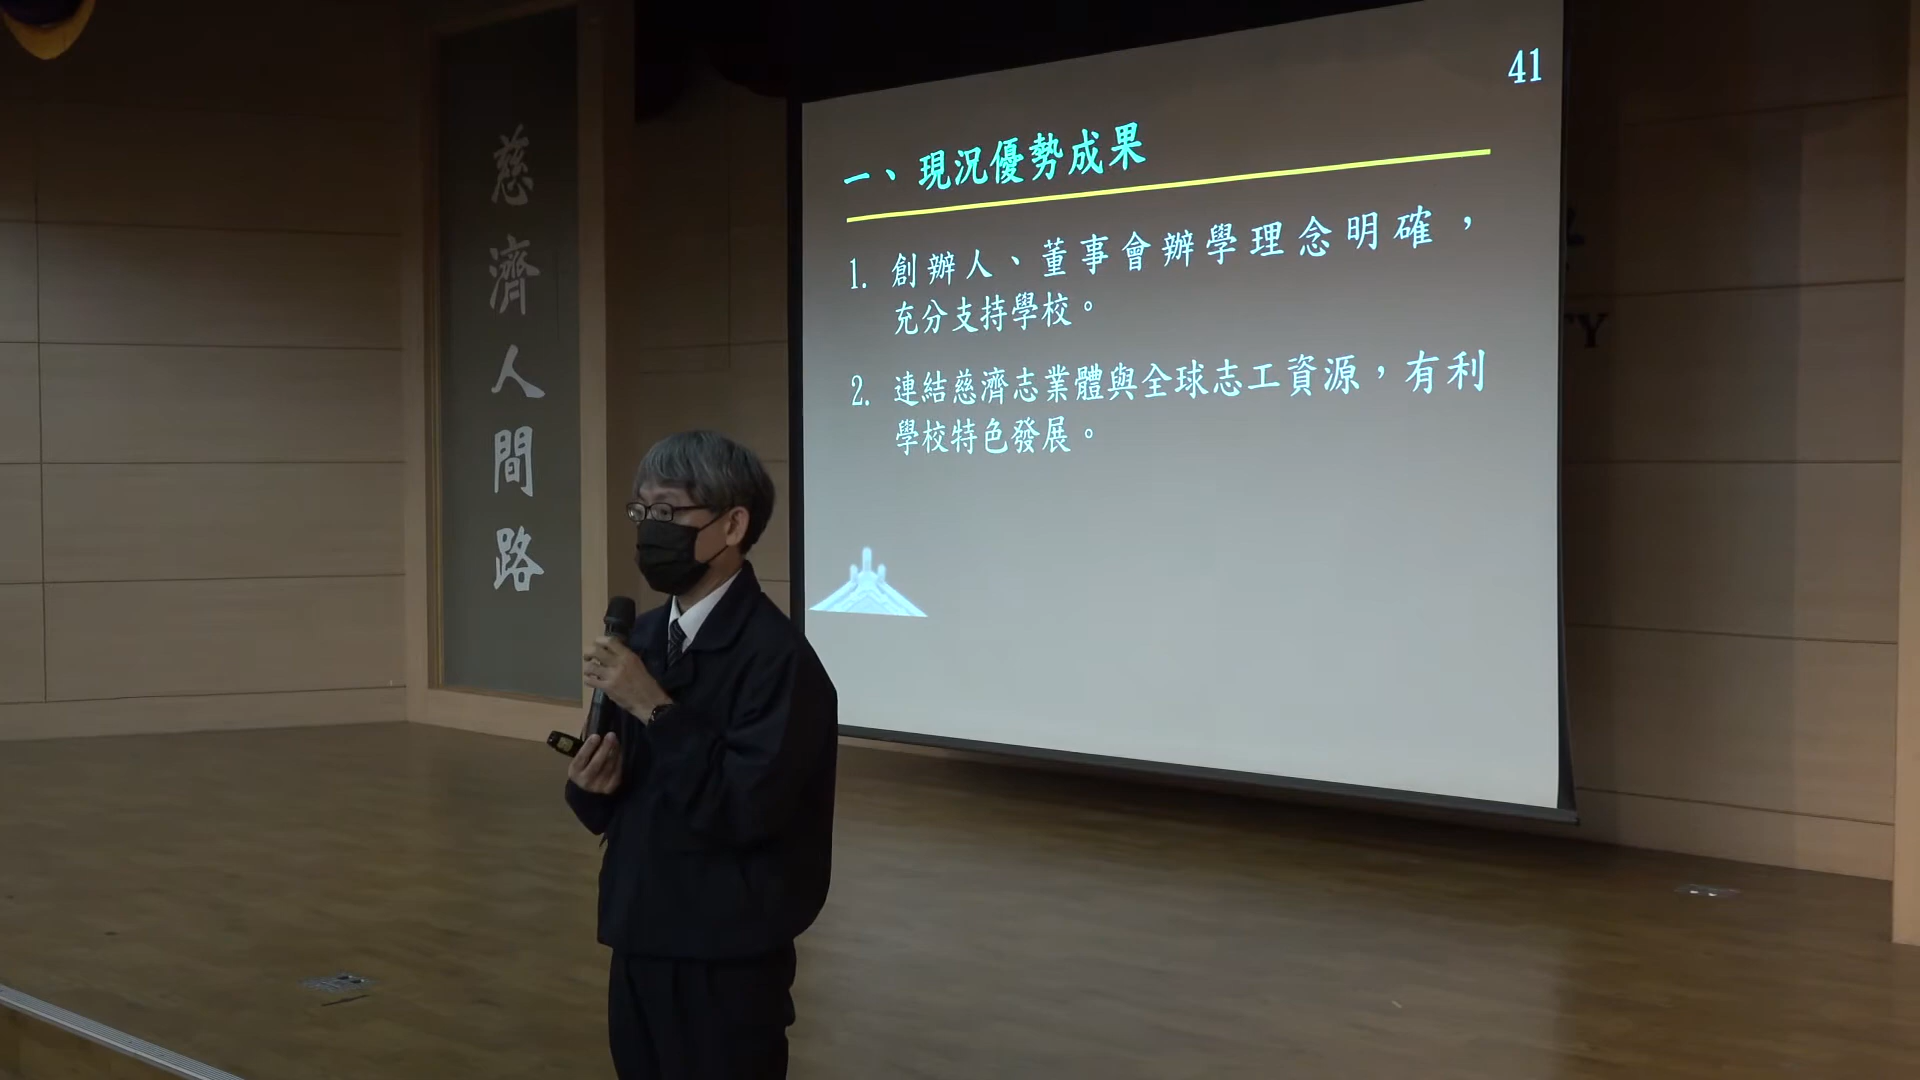 慈濟人間路
41
一、現況優勢成果
1. 創辦人、董事會辦學理念明確，
充分支持學校。
2. 連結慈濟志業體與全球志工資源，有利
學校特色發展。
TY